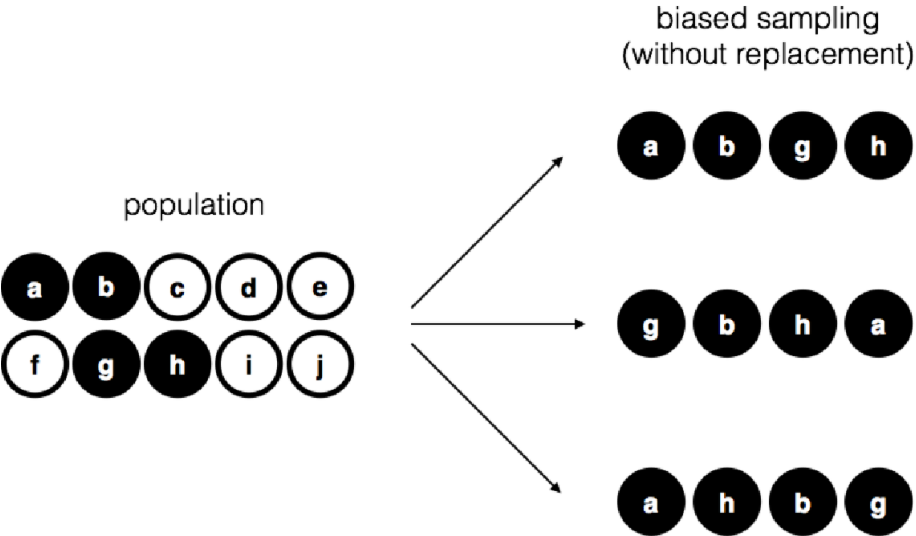 biased sampling
(without replacement)
a b g h
population
a b c d e
g b h a
f g h i j
a h b g